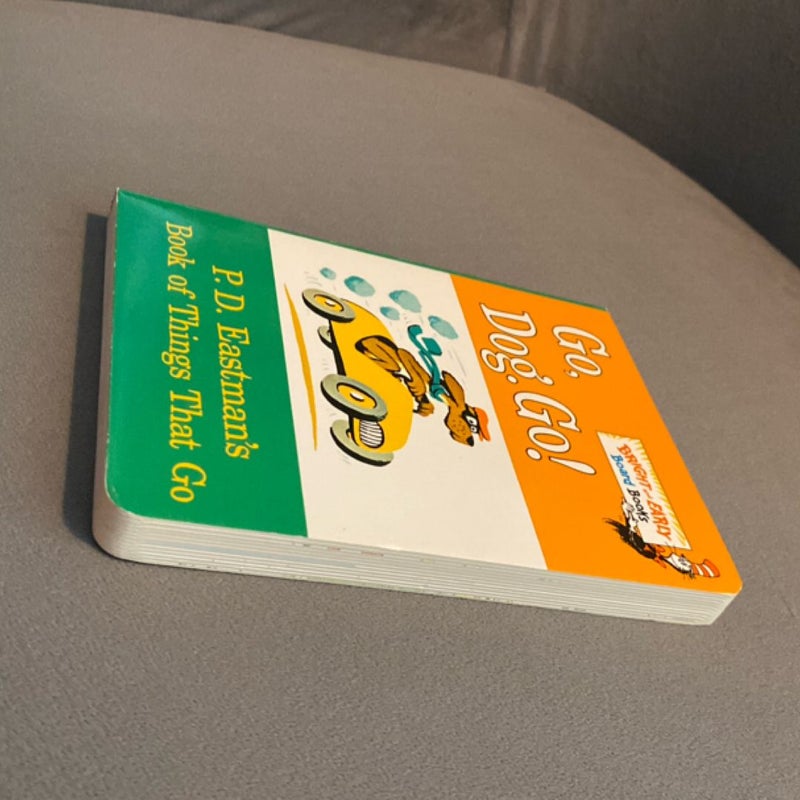 Go,
Dog. Go!
BRIGHT and EARLY
Board Books
P. D. Eastman's
Book of Things That Go